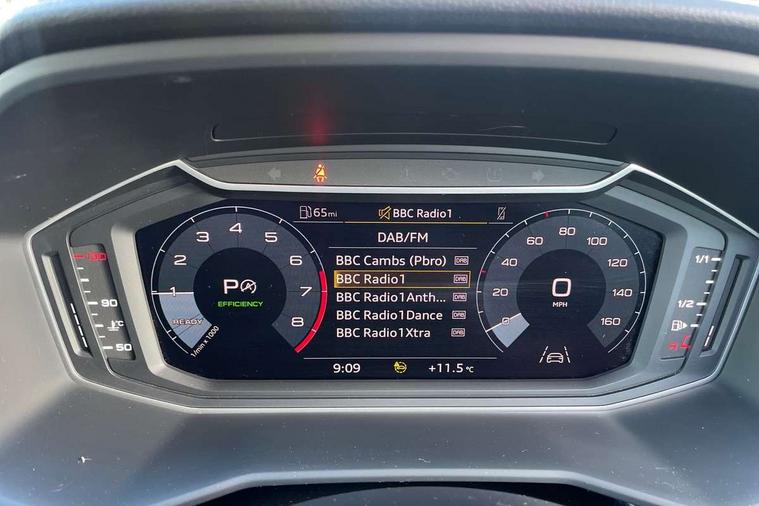 65mi
BBC Radio1
DAB/FM
BBC Cambs (Pbro) DAB
BBC Radio1 DAB
BBC Radio1Anth... DAB
BBC Radio1Dance DAB
BBC Radio1Xtra DAB
9:09
+11.5°C
1 2 3 4 5 6 7 8
P
EFFICIENCY
READY
1/min x 1000
0 20 40 60 80 100 120 140 160
0
MPH
130
90
°C
50
1/1
1/2